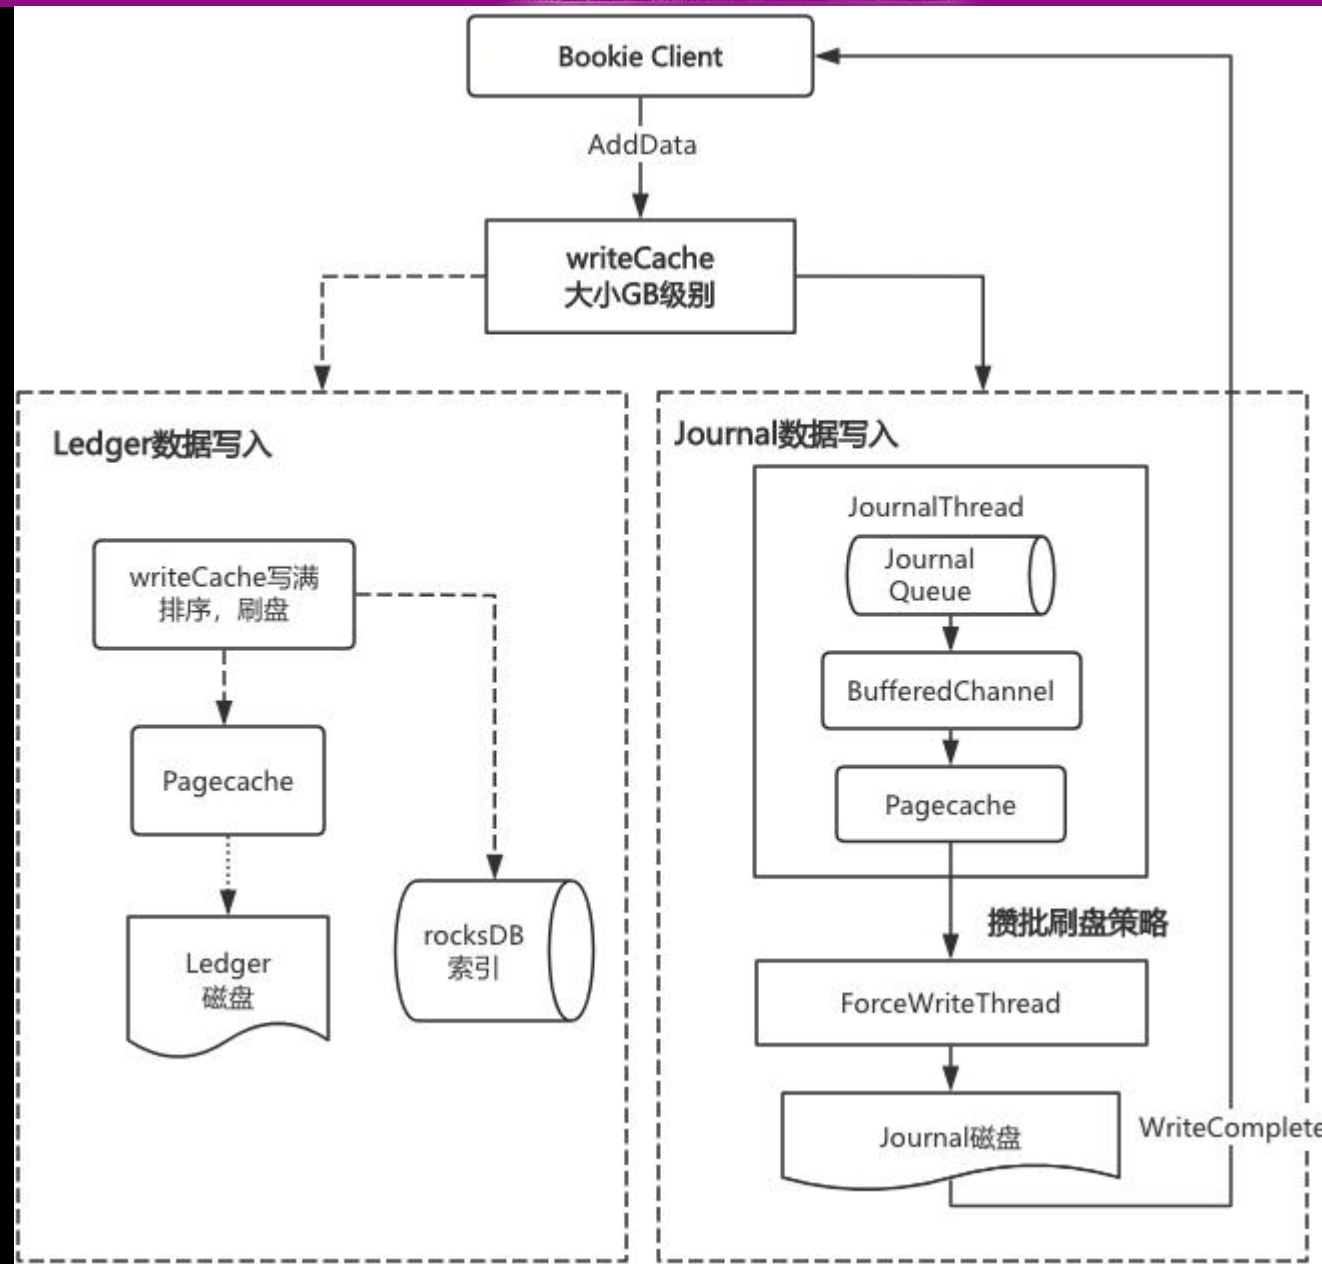 Bookie Client
AddData
writeCache
大小GB级别
Ledger数据写入
writeCache写满
排序，刷盘
Pagecache
Ledger
磁盘
rocksDB
索引
Journal数据写入
JournalThread
Journal
Queue
BufferedChannel
Pagecache
攒批刷盘策略
ForceWriteThread
Journal磁盘
WriteComplete